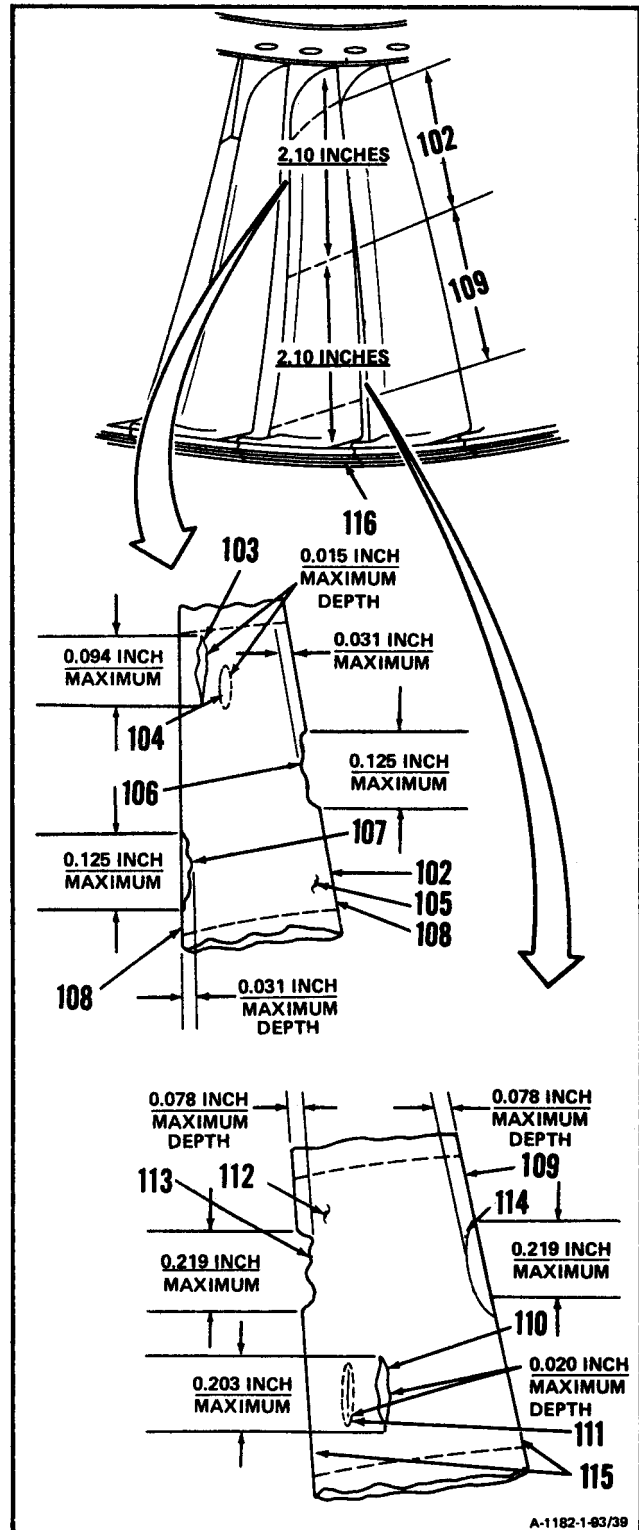 2.10 INCHES
102
109
2.10 INCHES
116
103
0.015 INCH
MAXIMUM
DEPTH
0.094 INCH
MAXIMUM
0.031 INCH
MAXIMUM
104
0.125 INCH
MAXIMUM
106
107
0.125 INCH
MAXIMUM
102
105
108
108
0.031 INCH
MAXIMUM
DEPTH
0.078 INCH
MAXIMUM
DEPTH
0.078 INCH
MAXIMUM
DEPTH
109
112
113
114
0.219 INCH
MAXIMUM
0.219 INCH
MAXIMUM
110
0.203 INCH
MAXIMUM
0.020 INCH
MAXIMUM
DEPTH
111
115
A-1182-1-93/39